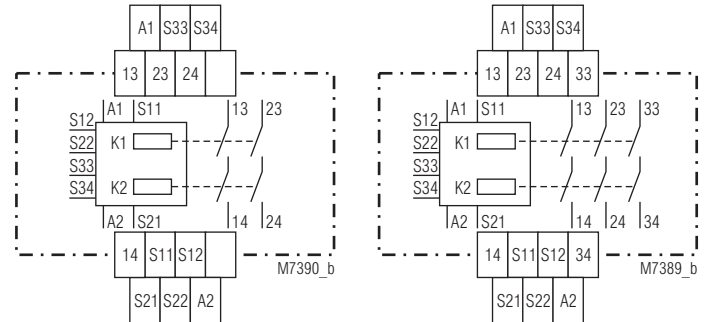 A1 S33 S34
13 23 24
A1 S11 13 23
S12
S22 K1
S33
S34 K2
A2 S21 14 24
14 S11 S12
M7390_b
S21 S22 A2
A1 S33 S34
13 23 24 33
A1 S11 13 23 33
S12
S22 K1
S33
S34 K2
A2 S21 14 24 34
14 S11 S12 34
M7389_b
S21 S22 A2